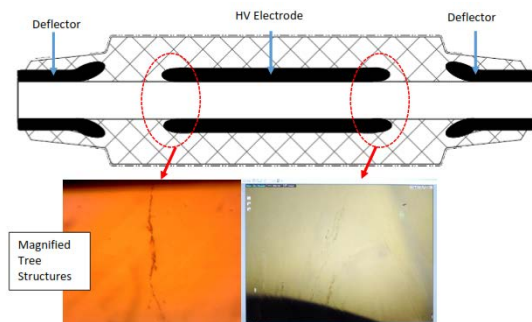 Deflector
HV Electrode
Deflector
Magnified
Tree
Structures